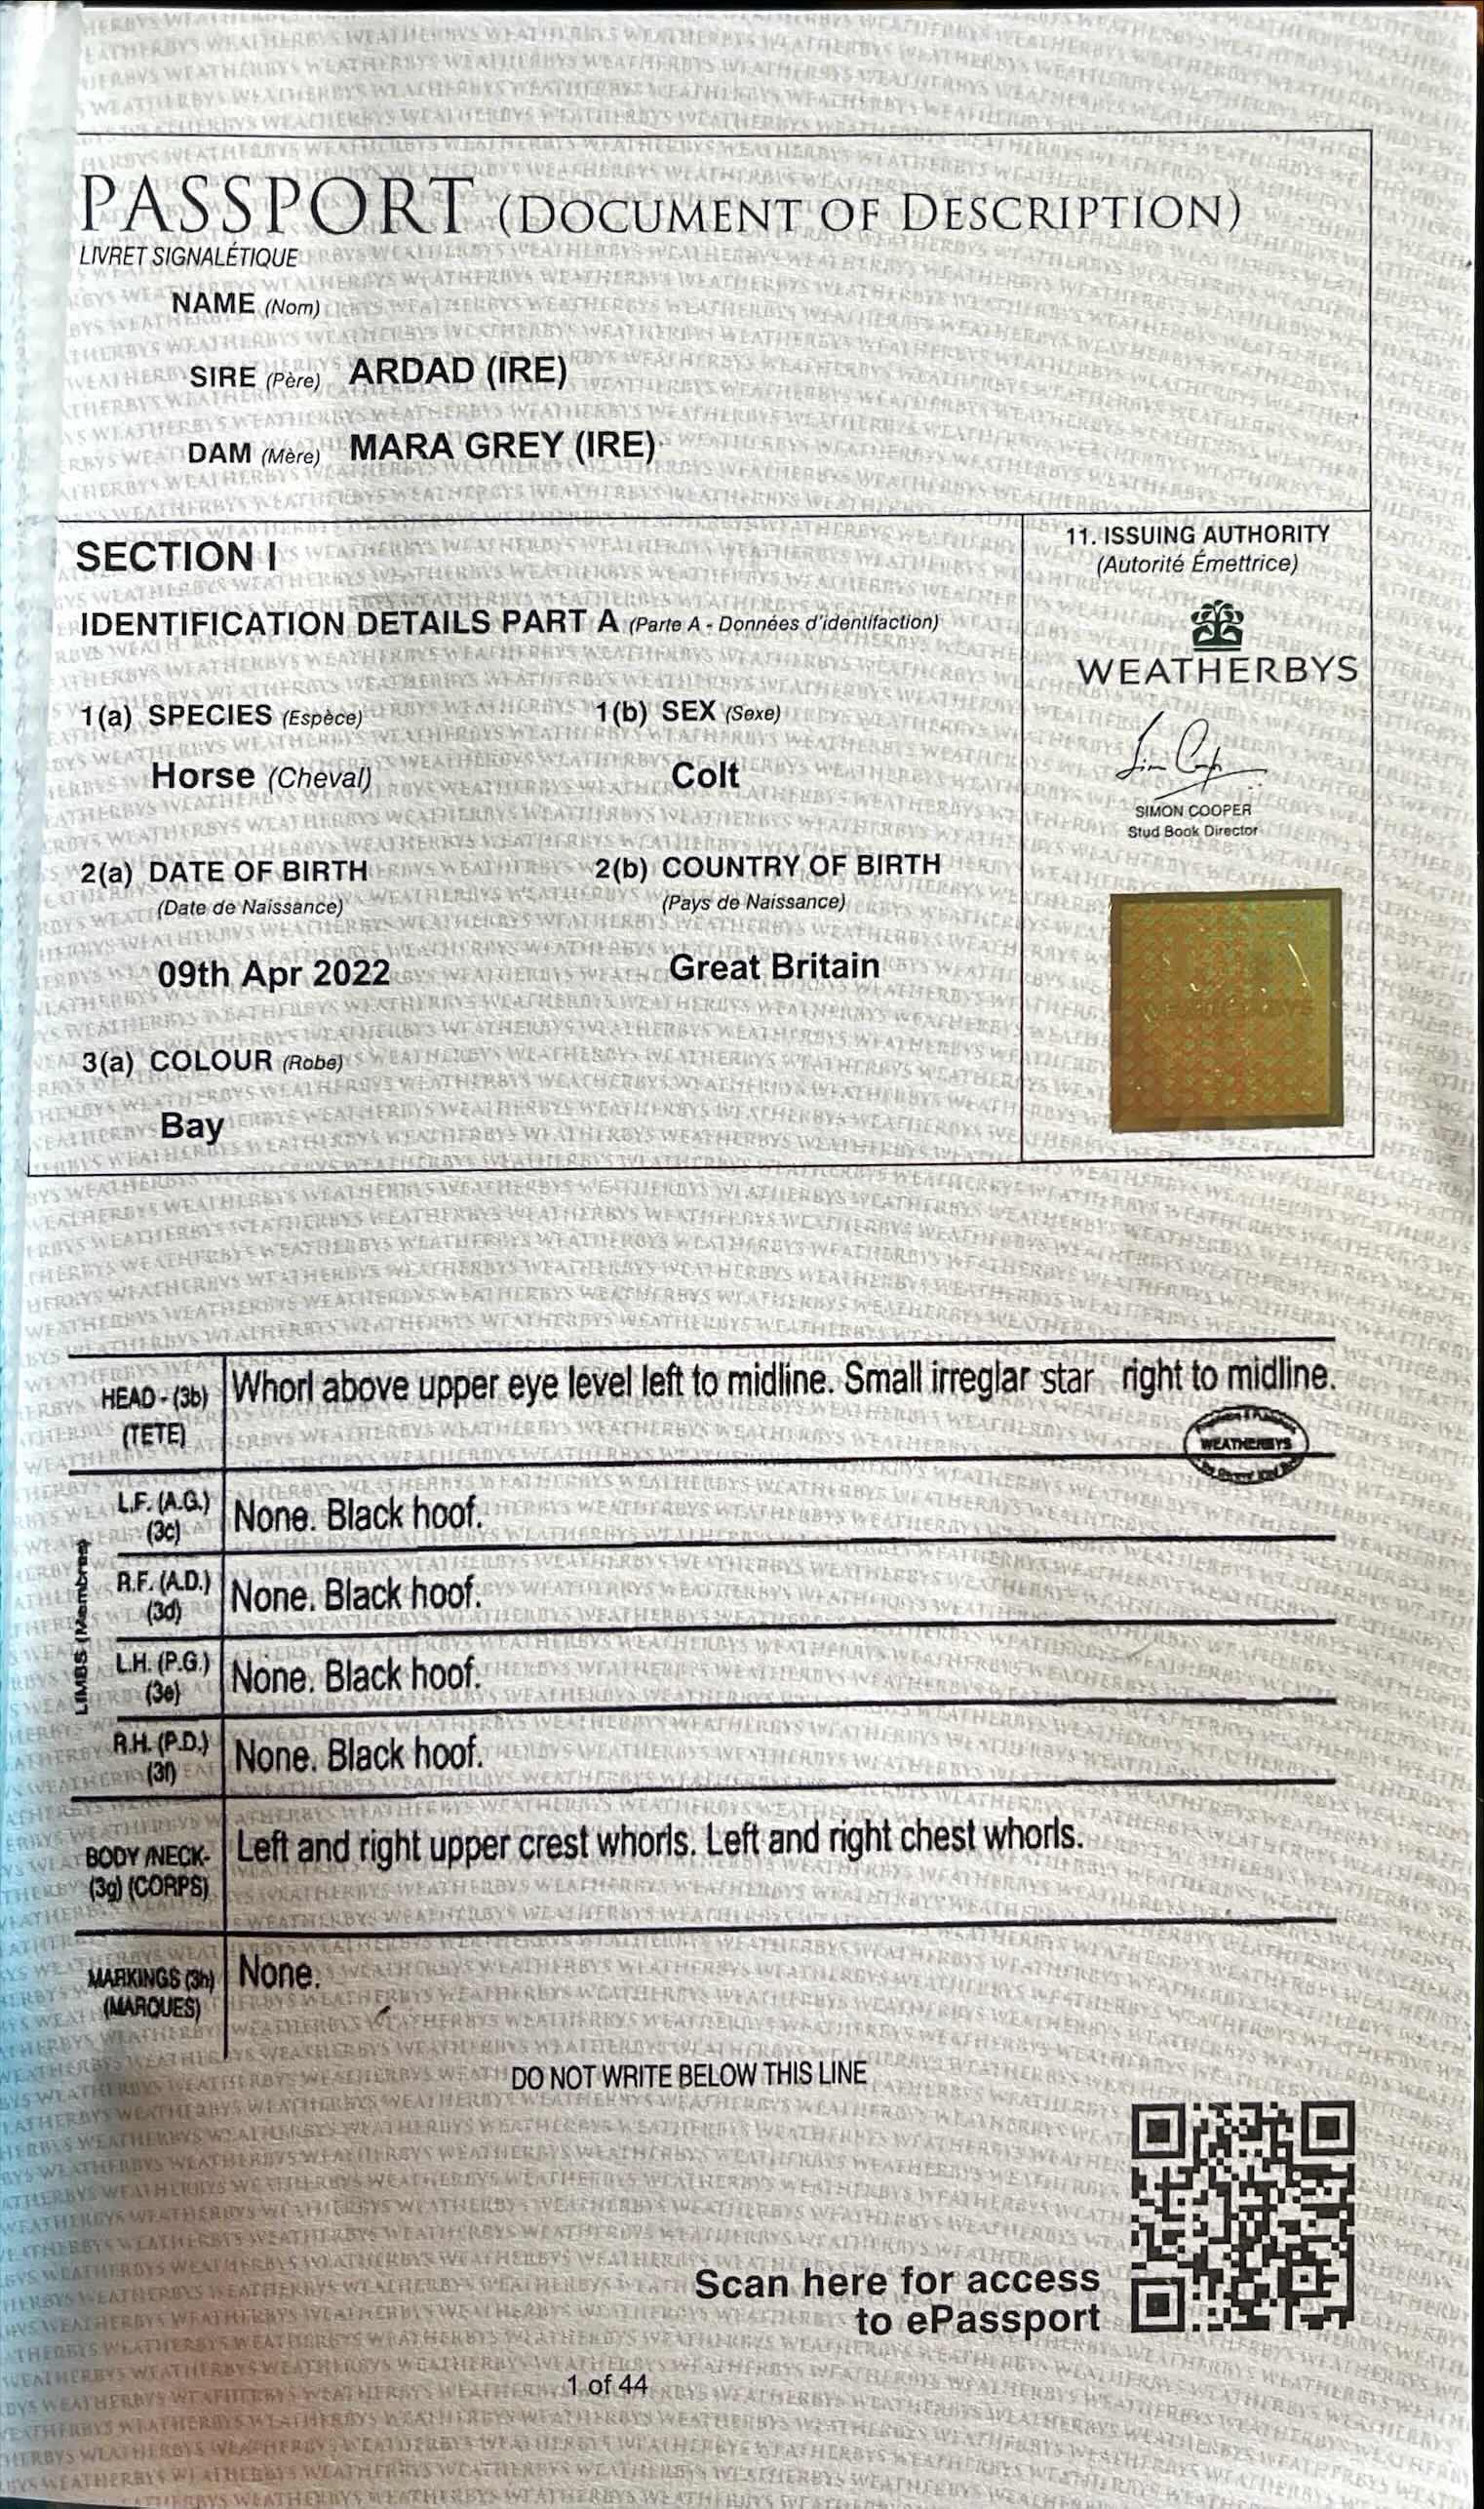 PASSPORT (DOCUMENT OF DESCRIPTION)
LIVRET SIGNALÉTIQUE
NAME (Nom)
SIRE (Père) ARDAD (IRE)
DAM (Mère) MARA GREY (IRE)
SECTION I
IDENTIFICATION DETAILS PART A (Parte A - Données d'identifaction)
1(a) SPECIES (Espèce) 1(b) SEX (Sexe)
Horse (Cheval) Colt
2(a) DATE OF BIRTH 2(b) COUNTRY OF BIRTH
(Date de Naissance) (Pays de Naissance)
09th Apr 2022 Great Britain
3(a) COLOUR (Robe)
Bay
11. ISSUING AUTHORITY
(Autorité Émettrice)
WEATHERBYS
SIMON COOPER
Stud Book Director
HEAD - (3b) Whorl above upper eye level left to midline. Small irreglar star right to midline.
(TETE)
WEATHERBYS
LIMBS (Membres)
L.F. (A.G.) None. Black hoof.
(3c)
R.F. (A.D.) None. Black hoof.
(3d)
L.H. (P.G.) None. Black hoof.
(3e)
R.H. (P.D.) None. Black hoof.
(3f)
BODY /NECK- Left and right upper crest whorls. Left and right chest whorls.
(3g) (CORPS)
MARKINGS (3h) None.
(MARQUES)
DO NOT WRITE BELOW THIS LINE
Scan here for access
to ePassport
1 of 44